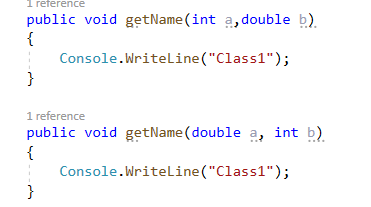 1 reference
public void getName(int a,double b)
{
Console.WriteLine("Class1");
}
1 reference
public void getName(double a, int b)
{
Console.WriteLine("Class1");
}